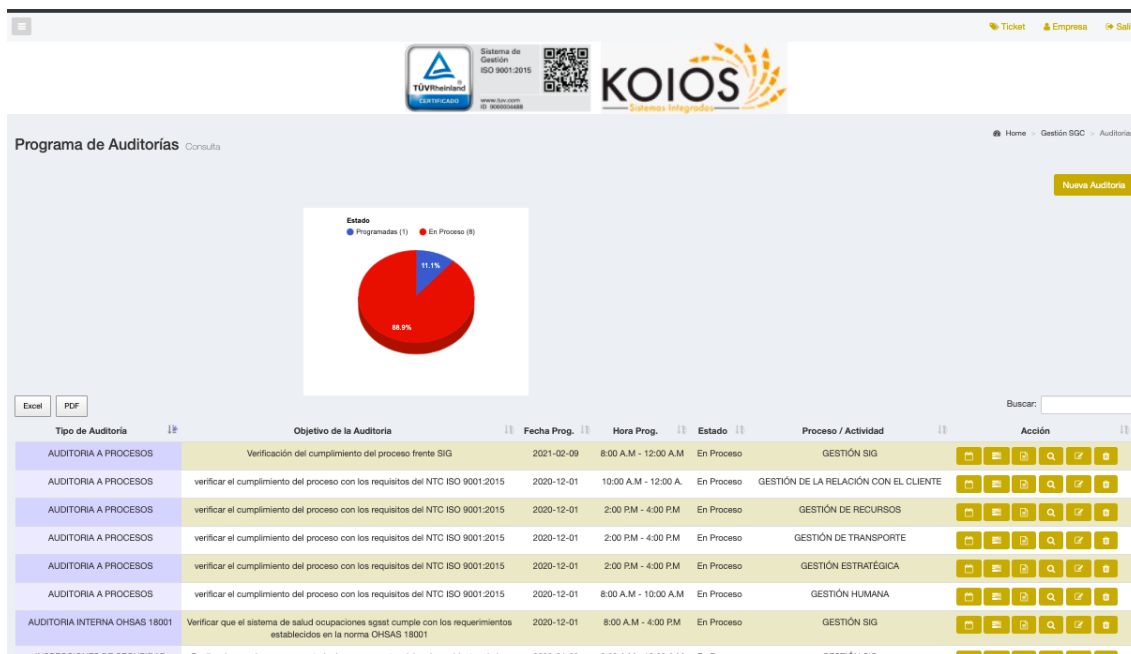 Ticket Empresa Sali
Sistema de
Gestión
ISO 9001:2015
TÜVRheinland
CERTIFICADO
www.tuv.com
ID 9000004488
KOIOS
Sistemas Integrados
Programa de Auditorías Consulta
Home > Gestión SGC > Auditorias
Nueva Auditoria
Estado
Programadas (1) En Proceso (8)
11.1%
88.9%
Excel PDF Buscar:
Tipo de Auditoría Objetivo de la Auditoria Fecha Prog. Hora Prog. Estado Proceso / Actividad Acción
AUDITORIA A PROCESOS Verificación del cumplimiento del proceso frente SIG 2021-02-09 8:00 A.M - 12:00 A.M En Proceso GESTIÓN SIG
AUDITORIA A PROCESOS verificar el cumplimiento del proceso con los requisitos del NTC ISO 9001:2015 2020-12-01 10:00 A.M - 12:00 A. En Proceso GESTIÓN DE LA RELACIÓN CON EL CLIENTE
AUDITORIA A PROCESOS verificar el cumplimiento del proceso con los requisitos del NTC ISO 9001:2015 2020-12-01 2:00 P.M - 4:00 P.M En Proceso GESTIÓN DE RECURSOS
AUDITORIA A PROCESOS verificar el cumplimiento del proceso con los requisitos del NTC ISO 9001:2015 2020-12-01 2:00 P.M - 4:00 P.M En Proceso GESTIÓN DE TRANSPORTE
AUDITORIA A PROCESOS verificar el cumplimiento del proceso con los requisitos del NTC ISO 9001:2015 2020-12-01 2:00 P.M - 4:00 P.M En Proceso GESTIÓN ESTRATÉGICA
AUDITORIA A PROCESOS verificar el cumplimiento del proceso con los requisitos del NTC ISO 9001:2015 2020-12-01 8:00 A.M - 10:00 A.M En Proceso GESTIÓN HUMANA
AUDITORIA INTERNA OHSAS 18001 Verificar que el sistema de salud ocupaciones sgsst cumple con los requerimientos 2020-12-01 8:00 A.M - 4:00 P.M En Proceso GESTIÓN SIG
establecidos en la norma OHSAS 18001